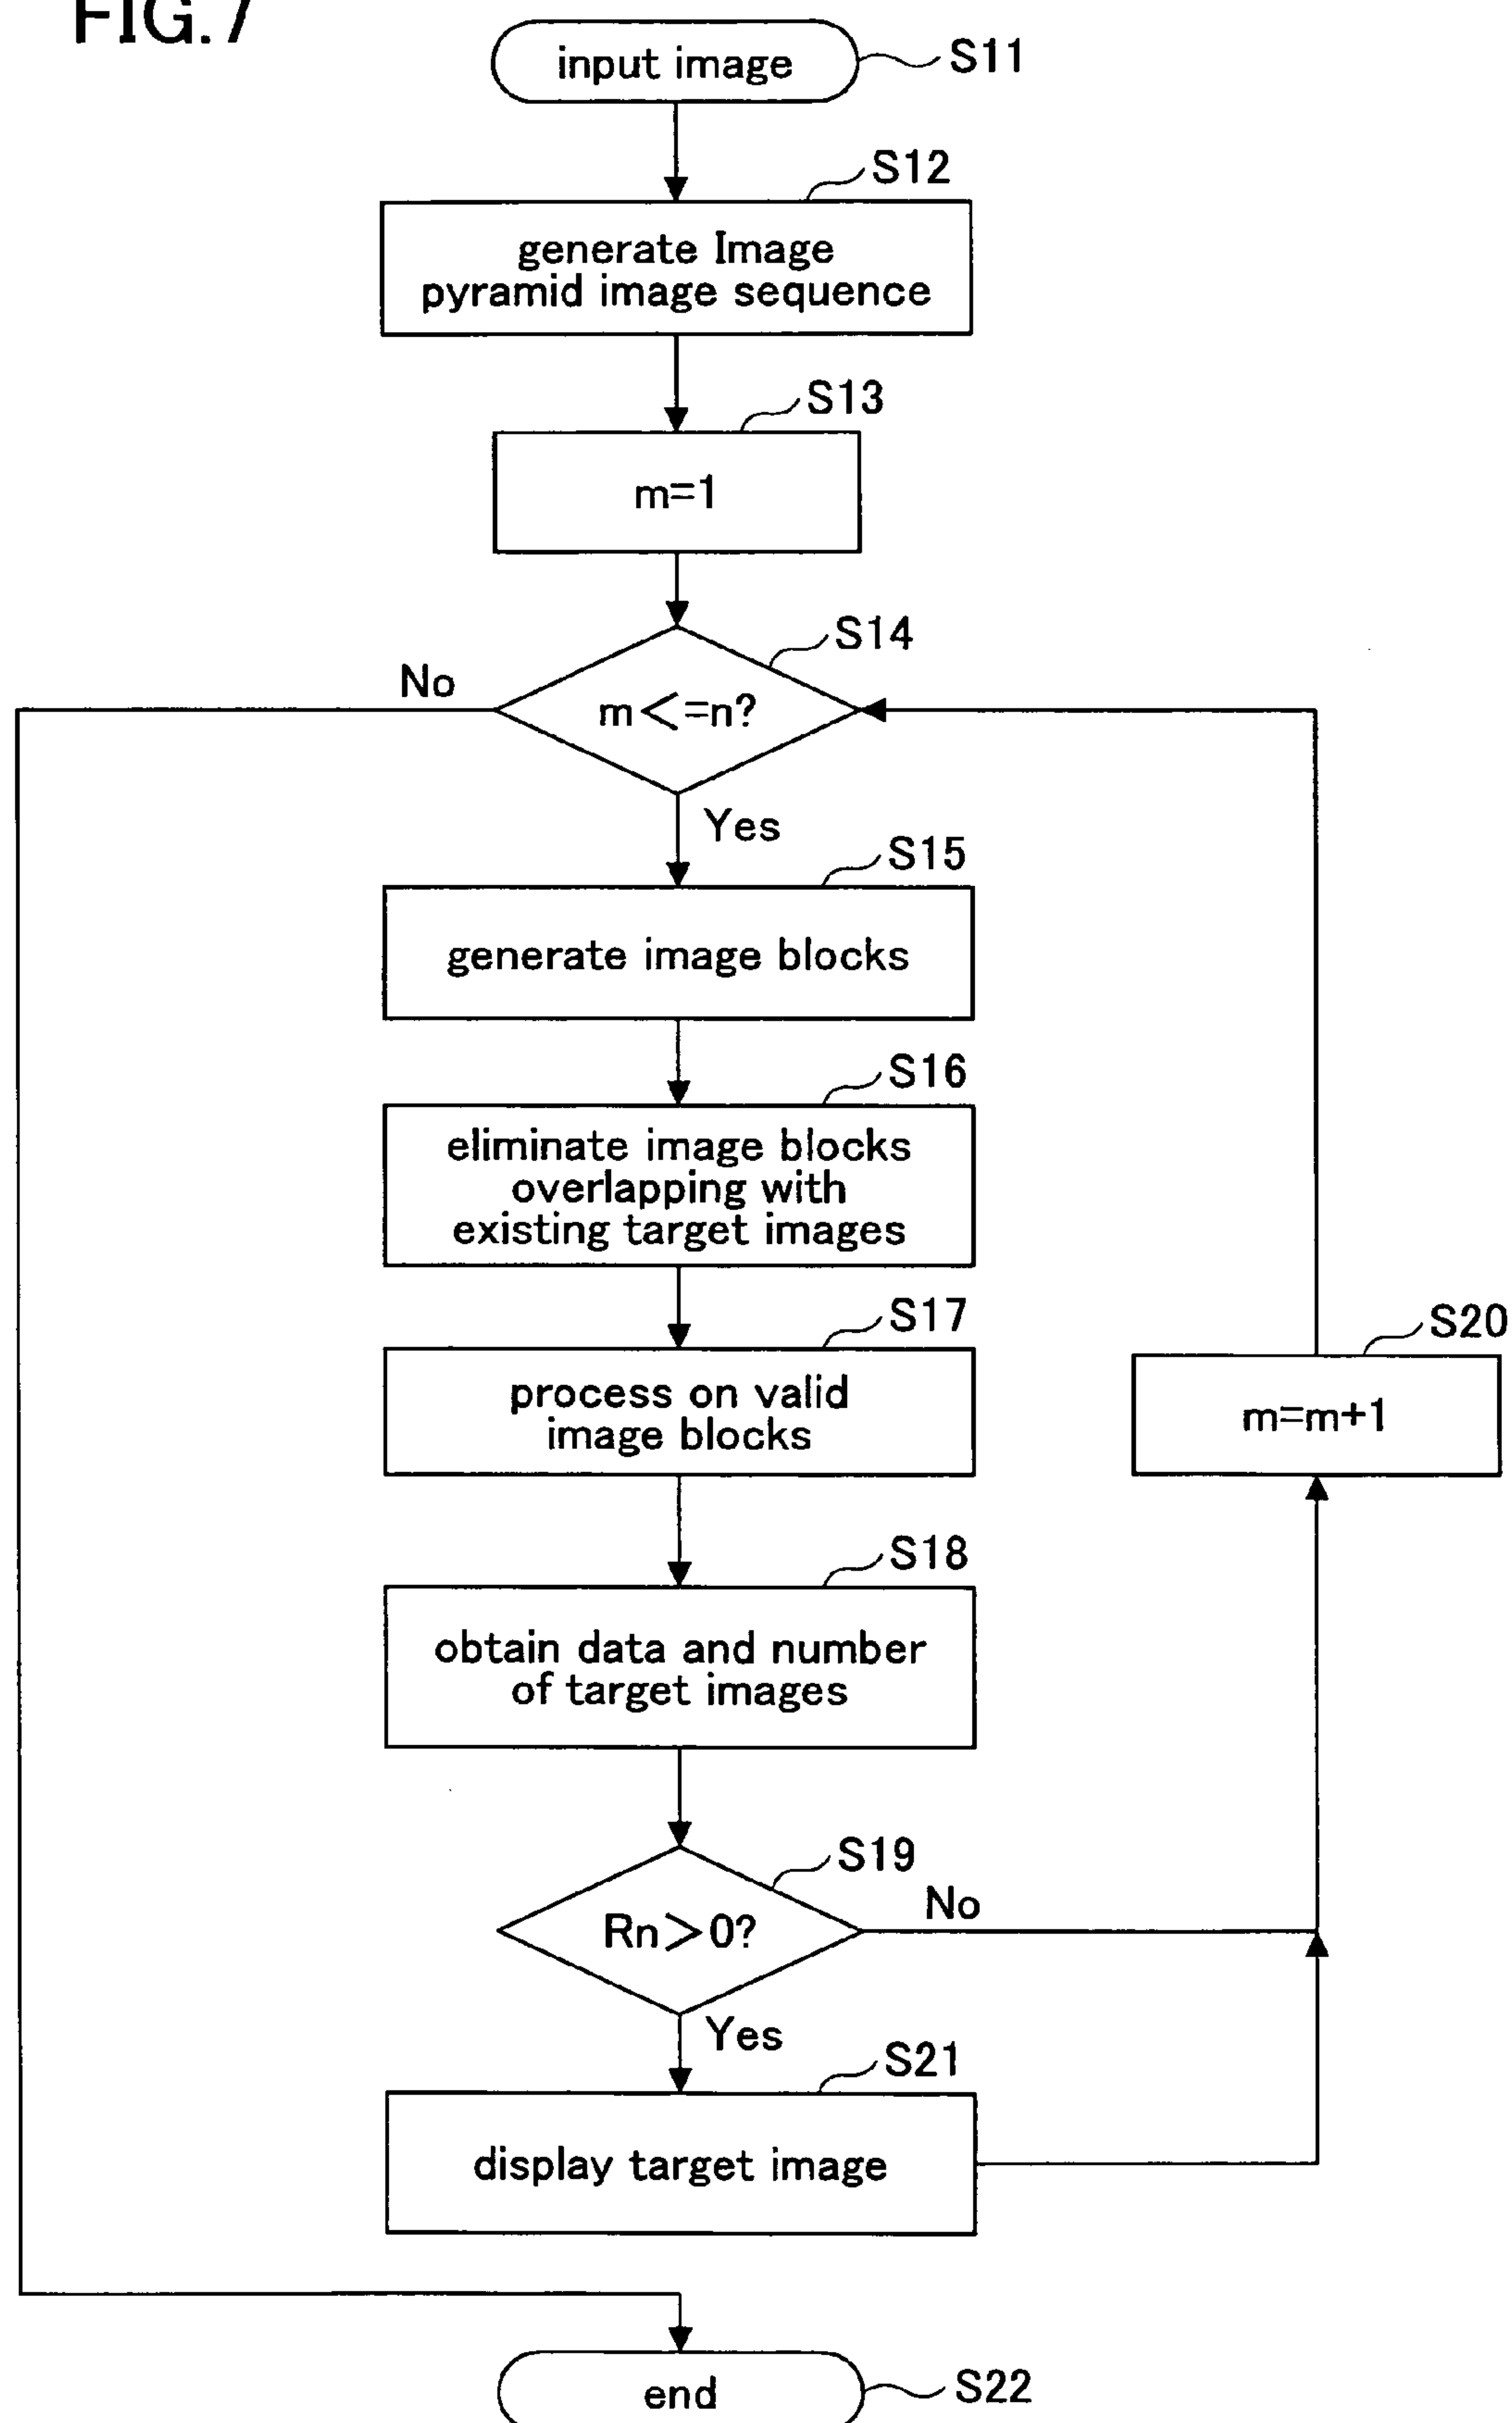 FIG.7
input image
S11
S12
generate Image
pyramid image sequence
S13
m=1
S14
No
m<=n?
Yes
S15
generate image blocks
S16
eliminate image blocks
overlapping with
existing target images
S17
process on valid
image blocks
S20
m=m+1
S18
obtain data and number
of target images
S19
Rn>0?
No
Yes
S21
display target image
end
S22